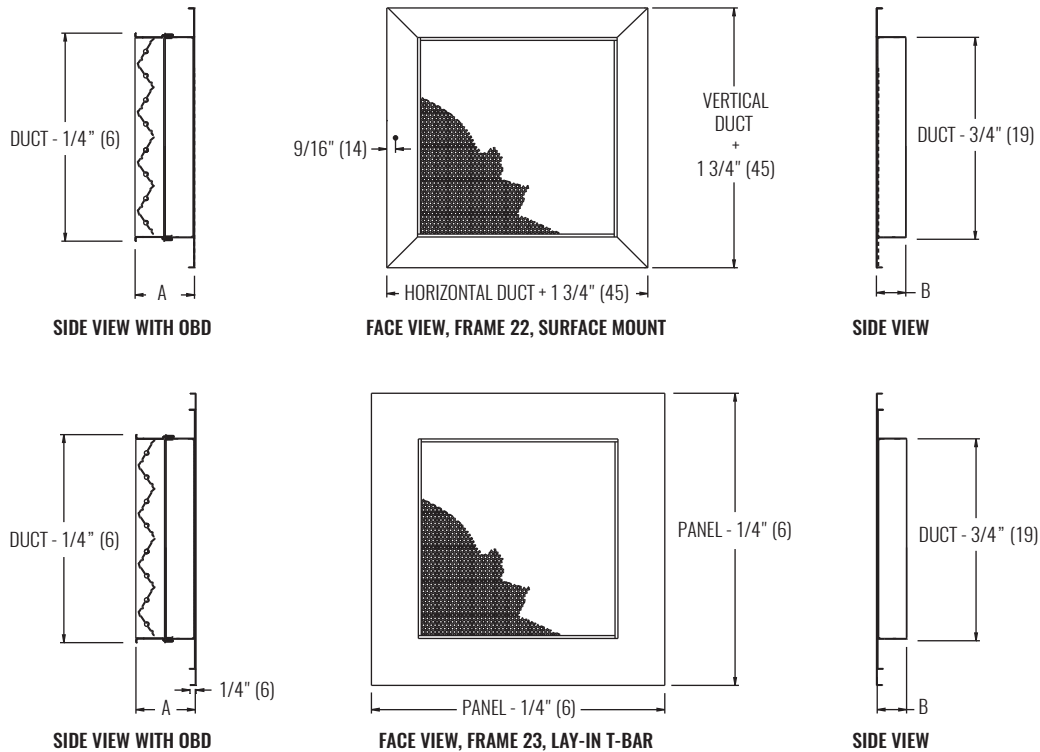 DUCT - 1/4" (6)
A
SIDE VIEW WITH OBD
9/16" (14)
VERTICAL
DUCT
+
1 3/4" (45)
HORIZONTAL DUCT + 1 3/4" (45)
FACE VIEW, FRAME 22, SURFACE MOUNT
DUCT - 3/4" (19)
B
SIDE VIEW
DUCT - 1/4" (6)
1/4" (6)
A
SIDE VIEW WITH OBD
PANEL - 1/4" (6)
PANEL - 1/4" (6)
FACE VIEW, FRAME 23, LAY-IN T-BAR
DUCT - 3/4" (19)
B
SIDE VIEW